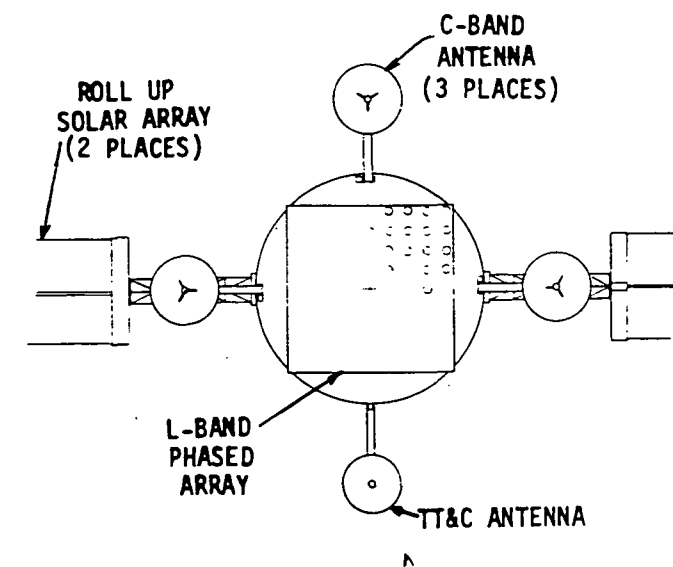 C-BAND
ANTENNA
(3 PLACES)
ROLL UP
SOLAR ARRAY
(2 PLACES)
L-BAND
PHASED
ARRAY
TT&C ANTENNA